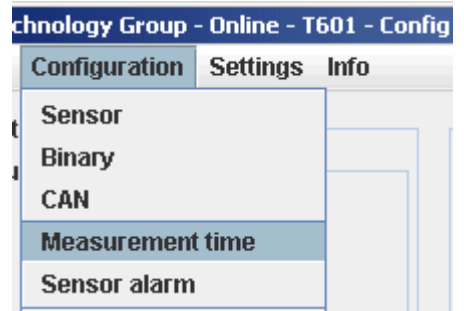 chnology Group - Online - T601 - Config
Configuration Settings Info
Sensor
Binary
CAN
Measurement time
Sensor alarm